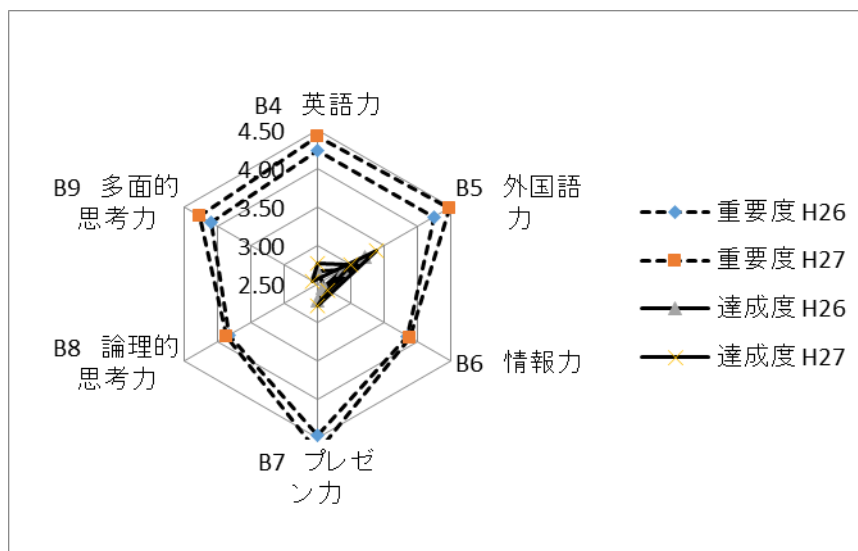 B4 英語力
4.50
4.00
3.50
3.00
2.50
B5 外国語
力
B6 情報力
B7 プレゼ
ン力
B8 論理的
思考力
B9 多面的
思考力
重要度 H26
重要度 H27
達成度 H26
達成度 H27